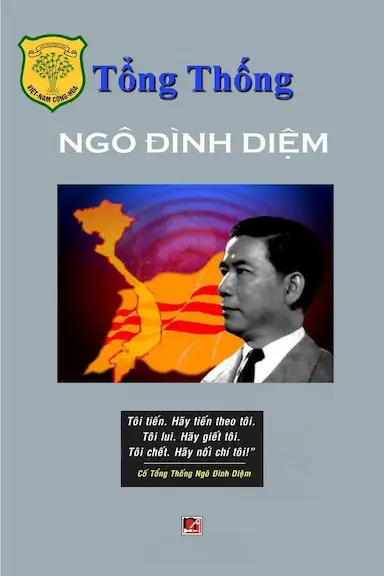 VIỆT-NAM CỘNG-HÒA
Tổng Thống
NGÔ ĐÌNH DIỆM
Tôi tiến. Hãy tiến theo tôi.
Tôi lui. Hãy giết tôi.
Tôi chết. Hãy nối chí tôi!”
Cố Tổng Thống Ngô Đình Diệm